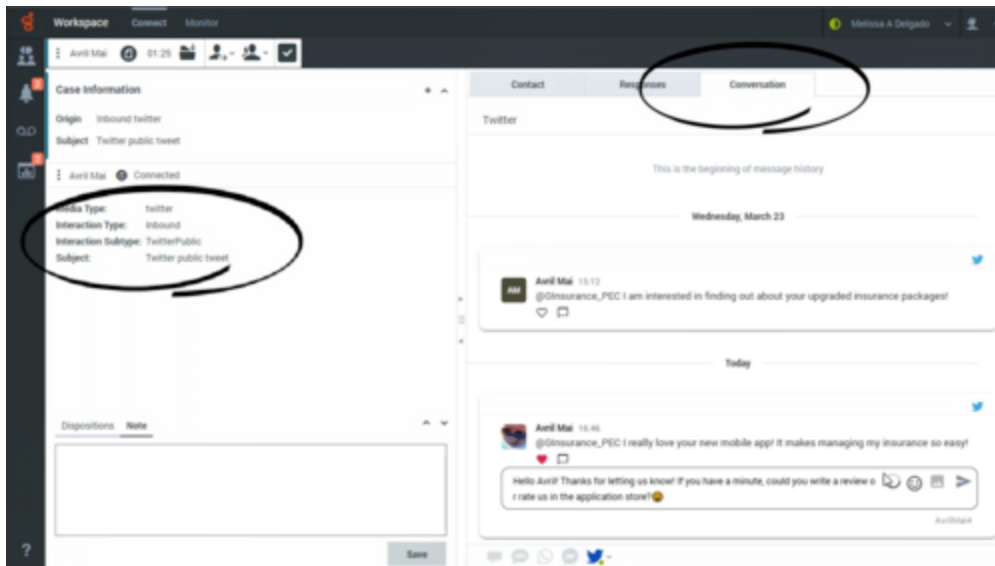 Workspace
Connect
Monitor
Melissa A Delgado
Avril Mai
01:25
Case Information
Origin Inbound twitter
Subject Twitter public tweet
Avril Mai Connected
Media Type: twitter
Interaction Type: Inbound
Interaction Subtype: TwitterPublic
Subject: Twitter public tweet
Dispositions Note
Save
?
Contact
Responses
Conversation
Twitter
This is the beginning of message history
Wednesday, March 23
AM
Avril Mai 15:12
@GInsurance_PEC I am interested in finding out about your upgraded insurance packages!
Today
Avril Mai 16:46
@GInsurance_PEC I really love your new mobile app! It makes managing my insurance so easy!
Hello Avril! Thanks for letting us know! If you have a minute, could you write a review o
r rate us in the application store?😀